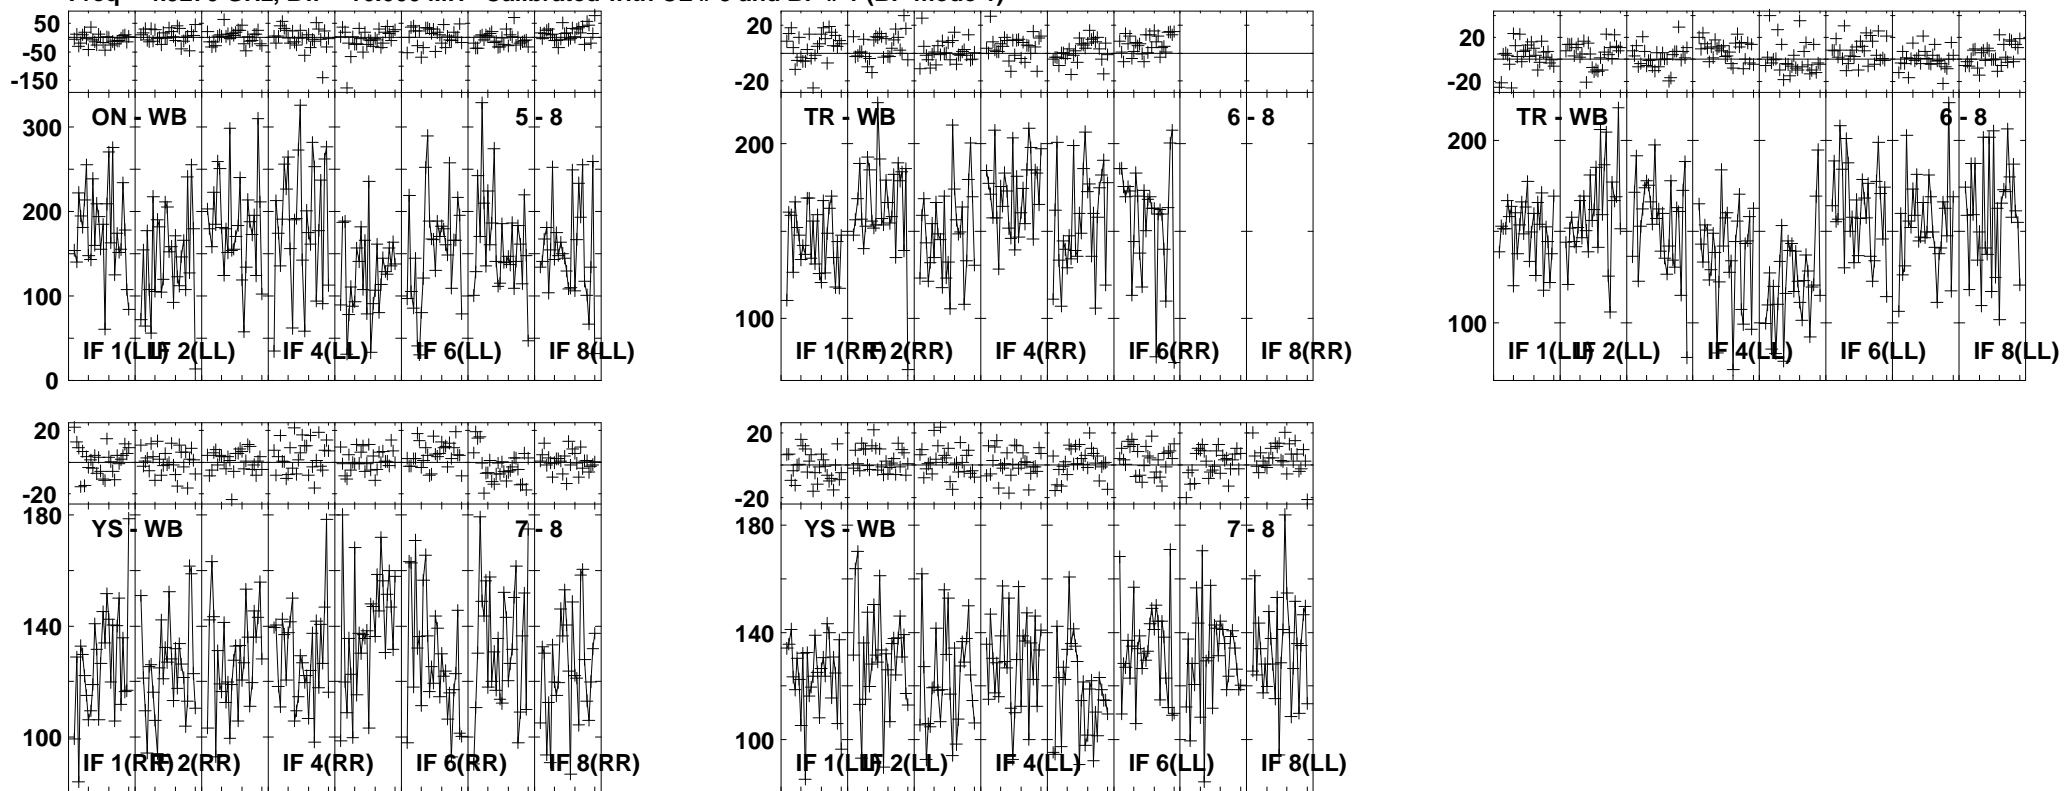 50
-50
-150
ON - WB
5 - 8
300
200
100
0
IF 1(LL)
IF 2(LL)
IF 4(LL)
IF 6(LL)
IF 8(LL)
20
-20
TR - WB
6 - 8
200
100
IF 1(RR)
IF 2(RR)
IF 4(RR)
IF 6(RR)
IF 8(RR)
20
-20
TR - WB
6 - 8
200
100
IF 1(LL)
IF 2(LL)
IF 4(LL)
IF 6(LL)
IF 8(LL)
20
-20
180
YS - WB
7 - 8
140
100
IF 1(RR)
IF 2(RR)
IF 4(RR)
IF 6(RR)
IF 8(RR)
20
-20
180
YS - WB
7 - 8
140
100
IF 1(LL)
IF 2(LL)
IF 4(LL)
IF 6(LL)
IF 8(LL)